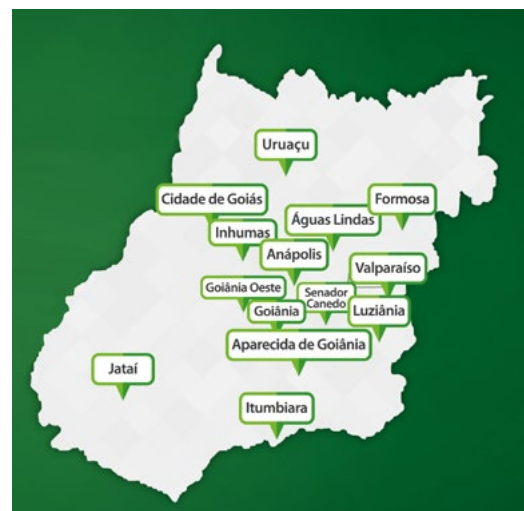 Uruaçu
Cidade de Goiás
Formosa
Águas Lindas
Inhumas
Anápolis
Valparaíso
Goiânia Oeste
Senador
Canedo
Goiânia
Luziânia
Aparecida de Goiânia
Jataí
Itumbiara